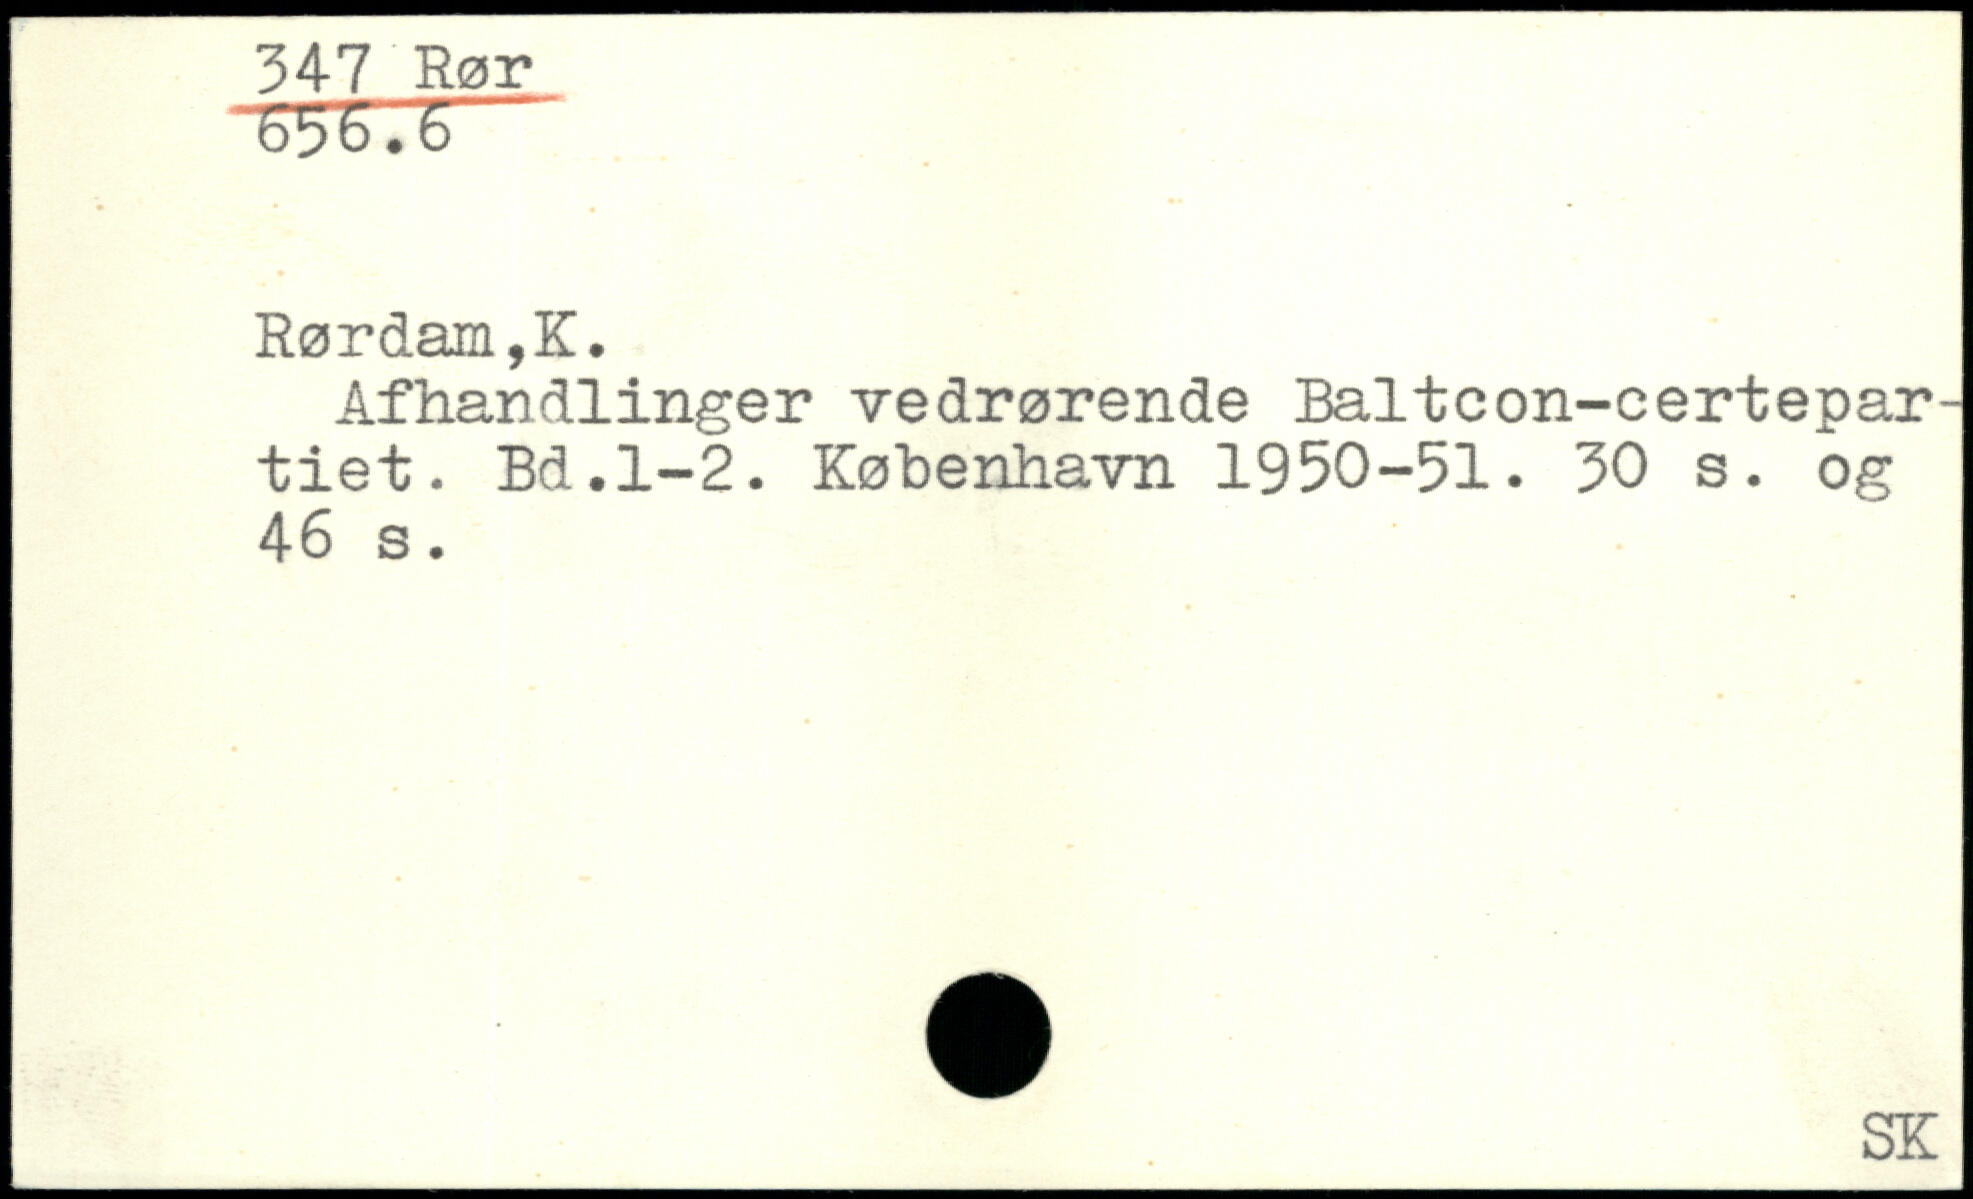 347 Rør
656.6
Rørdam,K.
Afhandlinger vedrørende Baltcon-certepar-
tiet. Bd.1-2. København 1950-51. 30 s. og
46 s.
SK